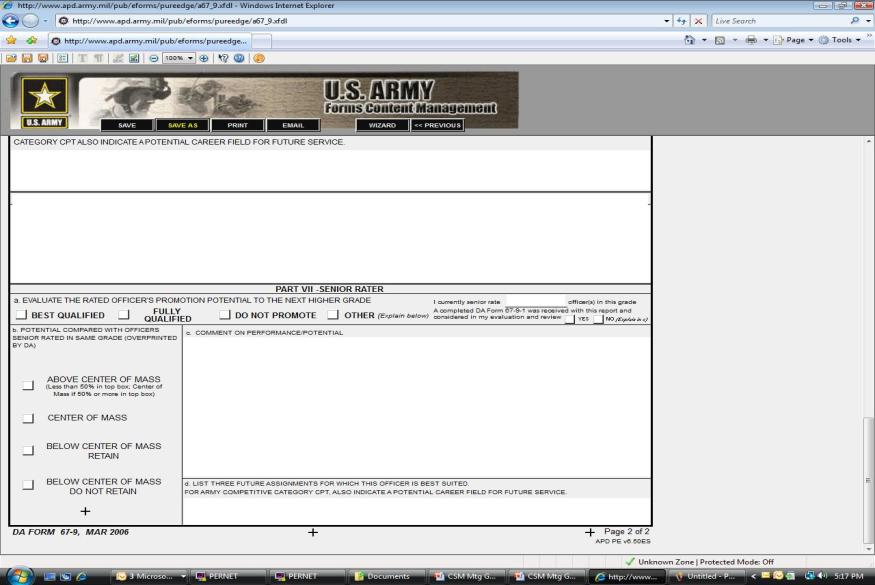 http://www.apd.army.mil/pub/eforms/pureedge/a67_9.xfdl - Windows Internet Explorer
http://www.apd.army.mil/pub/eforms/pureedge/a67_9.xfdl
Live Search
http://www.apd.army.mil/pub/eforms/pureedge...
Page
Tools
100%
U.S. ARMY
Forms Content Management
U.S. ARMY
SAVE SAVE AS PRINT EMAIL WIZARD << PREVIOUS
CATEGORY CPT ALSO INDICATE A POTENTIAL CAREER FIELD FOR FUTURE SERVICE.
PART VII -SENIOR RATER
a. EVALUATE THE RATED OFFICER'S PROMOTION POTENTIAL TO THE NEXT HIGHER GRADE
I currently senior rate officer(s) in this grade
BEST QUALIFIED
FULLY
QUALIFIED
DO NOT PROMOTE
OTHER (Explain below)
A completed DA Form 67-9-1 was received with this report and
considered in my evaluation and review YES NO (Explain in c)
b. POTENTIAL COMPARED WITH OFFICERS
SENIOR RATED IN SAME GRADE (OVERPRINTED
BY DA)
c. COMMENT ON PERFORMANCE/POTENTIAL
ABOVE CENTER OF MASS
(Less than 50% in top box; Center of
Mass if 50% or more in top box)
CENTER OF MASS
BELOW CENTER OF MASS
RETAIN
BELOW CENTER OF MASS
DO NOT RETAIN
d. LIST THREE FUTURE ASSIGNMENTS FOR WHICH THIS OFFICER IS BEST SUITED.
FOR ARMY COMPETITIVE CATEGORY CPT, ALSO INDICATE A POTENTIAL CAREER FIELD FOR FUTURE SERVICE.
DA FORM 67-9, MAR 2006
Page 2 of 2
APD PE v6.50ES
Unknown Zone | Protected Mode: Off
3 Microso...
PERNET
PERNET
Documents
CSM Mtg G...
CSM Mtg G...
http://www...
Untitled - P...
5:17 PM